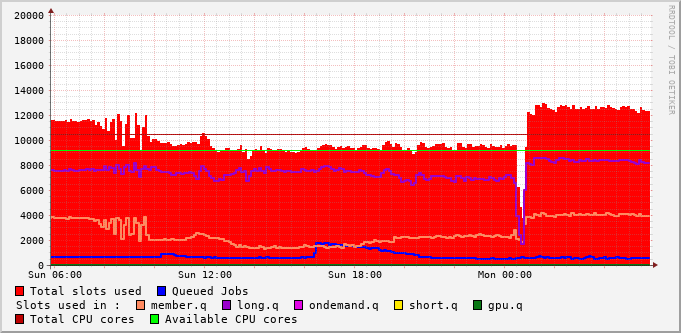 20000
18000
16000
14000
12000
10000
8000
6000
4000
2000
0
Sun 06:00 Sun 12:00 Sun 18:00 Mon 00:00
Total slots used Queued Jobs
Slots used in : member.q long.q ondemand.q short.q gpu.q
Total CPU cores Available CPU cores
RRDTOOL / TOBI OETIKER